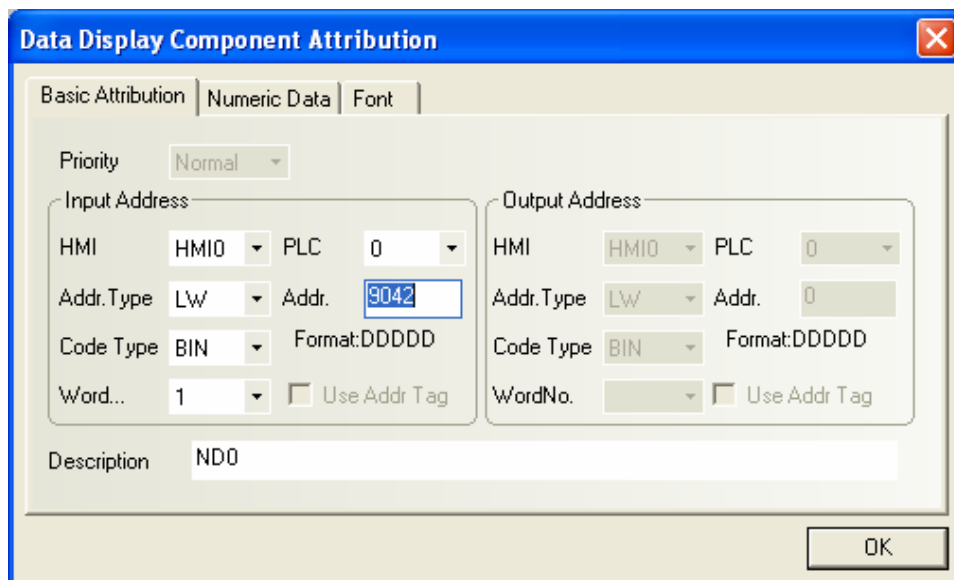 Data Display Component Attribution
Basic Attribution Numeric Data Font
Priority Normal
Input Address Output Address
HMI HMI0 PLC 0 HMI HMI0 PLC 0
Addr.Type LW Addr. 9042 Addr.Type LW Addr. 0
Code Type BIN Format:DDDDD Code Type BIN Format:DDDDD
Word... 1 Use Addr Tag WordNo. Use Addr Tag
Description ND0
OK